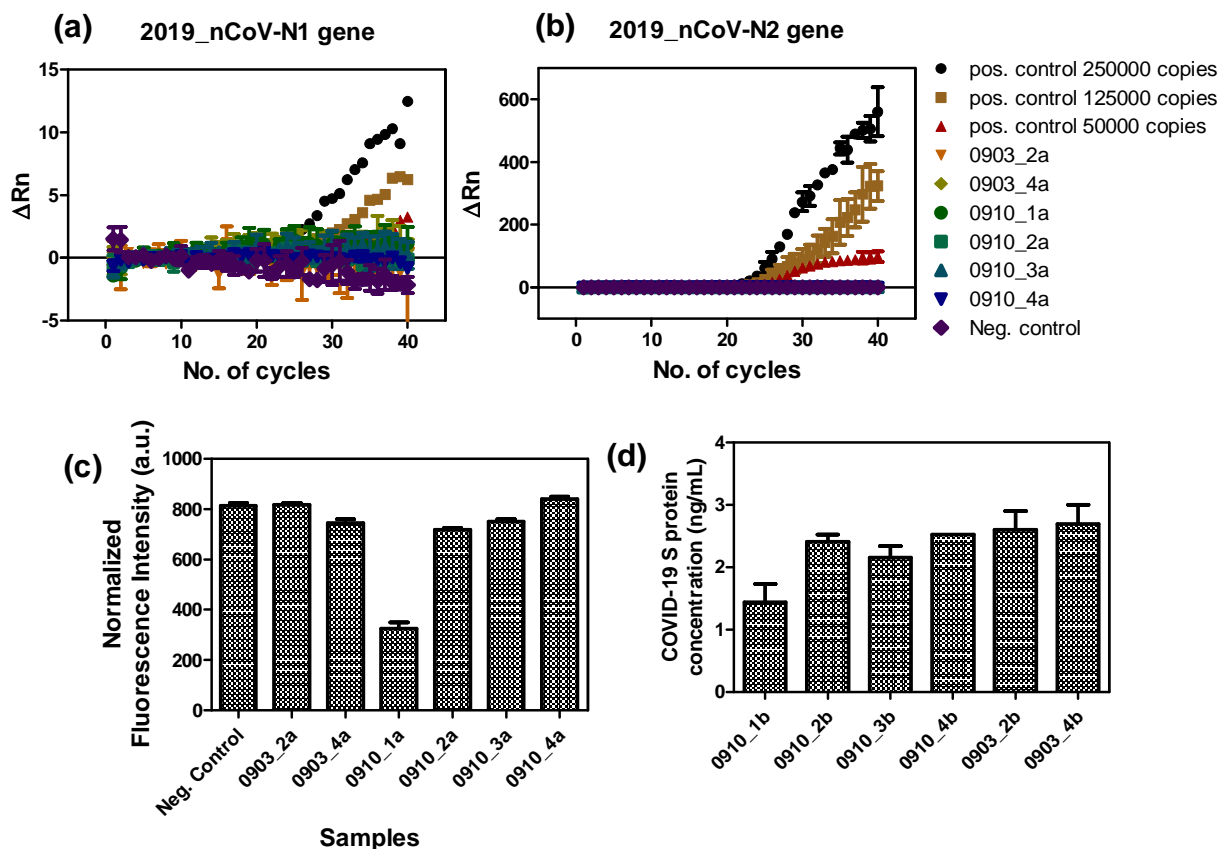 (a)
2019_nCoV-N1 gene
15
10
5
0
-5
ΔRn
0
10
20
30
40
No. of cycles
(b)
2019_nCoV-N2 gene
600
400
200
0
ΔRn
0
10
20
30
40
No. of cycles
pos. control 250000 copies
pos. control 125000 copies
pos. control 50000 copies
0903_2a
0903_4a
0910_1a
0910_2a
0910_3a
0910_4a
Neg. control
(c)
Normalized
Fluorescence Intensity (a.u.)
1000
800
600
400
200
0
Neg. Control
0903_2a
0903_4a
0910_1a
0910_2a
0910_3a
0910_4a
Samples
(d)
COVID-19 S protein
concentration (ng/mL)
4
3
2
1
0
0910_1b
0910_2b
0910_3b
0910_4b
0903_2b
0903_4b